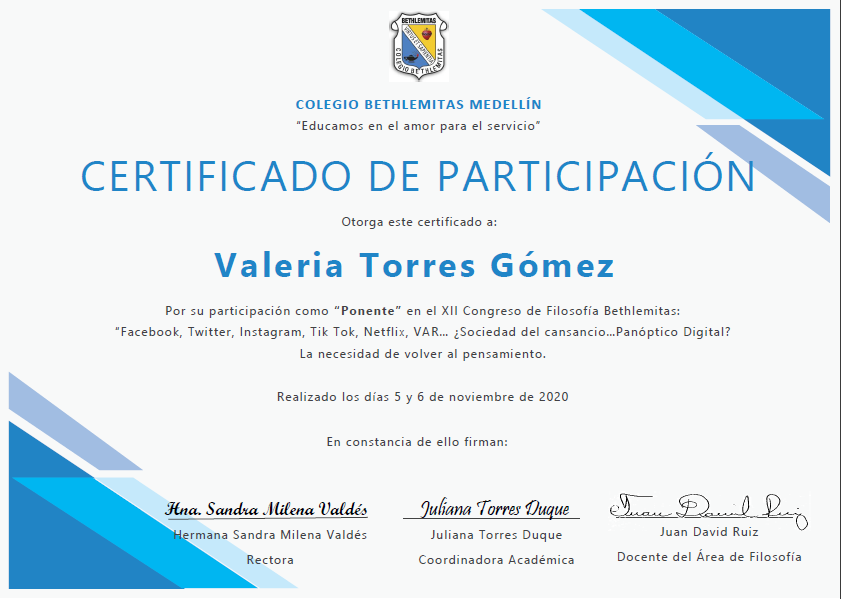 BETHLEMITAS
VIRTUS ET SAPIENTIA
COLEGIO BETHLEMITAS
COLEGIO BETHLEMITAS MEDELLÍN
“Educamos en el amor para el servicio”
CERTIFICADO DE PARTICIPACIÓN
Otorga este certificado a:
Valeria Torres Gómez
Por su participación como “Ponente” en el XII Congreso de Filosofía Bethlemitas:
“Facebook, Twitter, Instagram, Tik Tok, Netflix, VAR... ¿Sociedad del cansancio...Panóptico Digital?
La necesidad de volver al pensamiento.
Realizado los días 5 y 6 de noviembre de 2020
En constancia de ello firman:
Hna. Sandra Milena Valdés Juliana Torres Duque Juan David Ruiz
Hermana Sandra Milena Valdés Juliana Torres Duque Juan David Ruiz
Rectora Coordinadora Académica Docente del Área de Filosofía